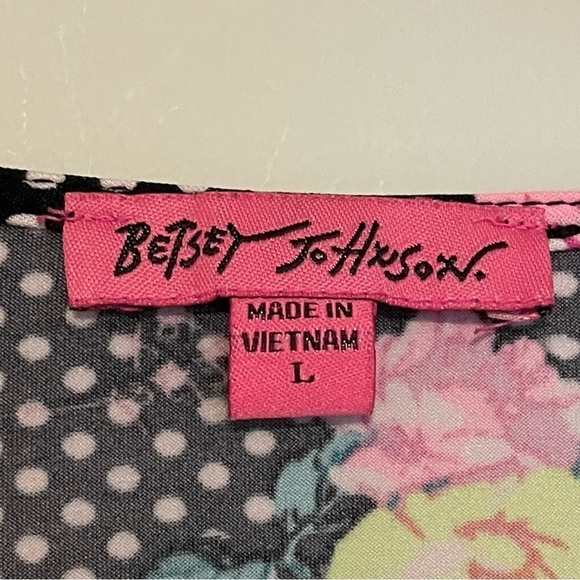 BETSEY JOHNSON.
MADE IN
VIETNAM
L